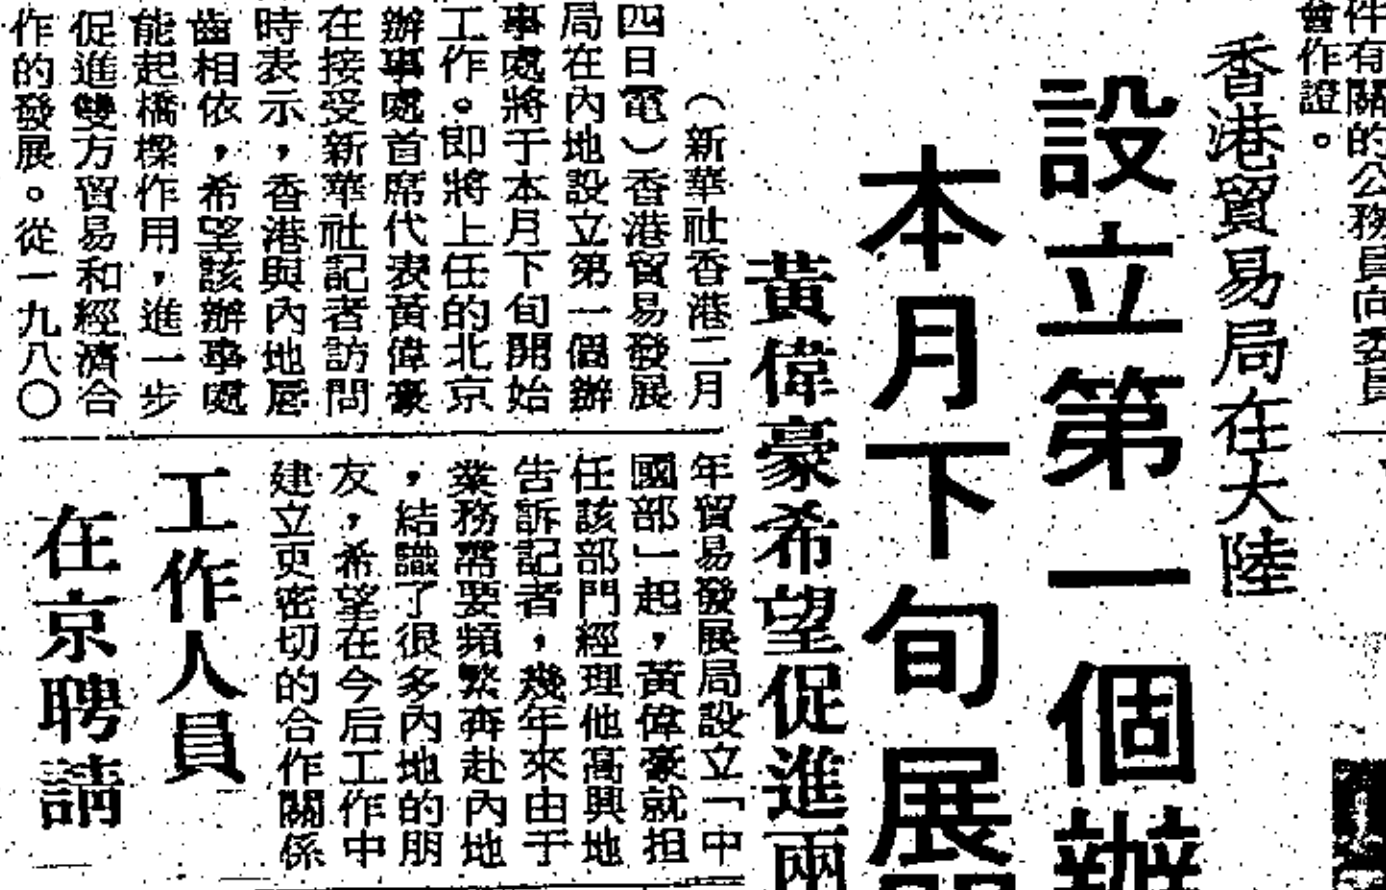 件有關的公務員向委員
會作證。
香港貿易局在大陸
設立第一個辦
本月下旬展
黃偉豪希望促進兩
（新華社香港二月
四日電）香港貿易發展
局在內地設立第一個辦
事處將于本月下旬開始
工作。即將上任的北京
辦事處首席代表黃偉豪
在接受新華社記者訪問
時表示，香港與內地唇
齒相依，希望該辦事處
能起橋樑作用，進一步
促進雙方貿易和經濟合
作的發展。從一九八〇
年貿易發展局設立「中
國部」起，黃偉豪就担
任該部門經理他高興地
告訴記者，幾年來由于
業務需要頻繁再赴內地
，結識了很多內地的朋
友，希望在今后工作中
建立更密切的合作關係
工作人員
在京聘請